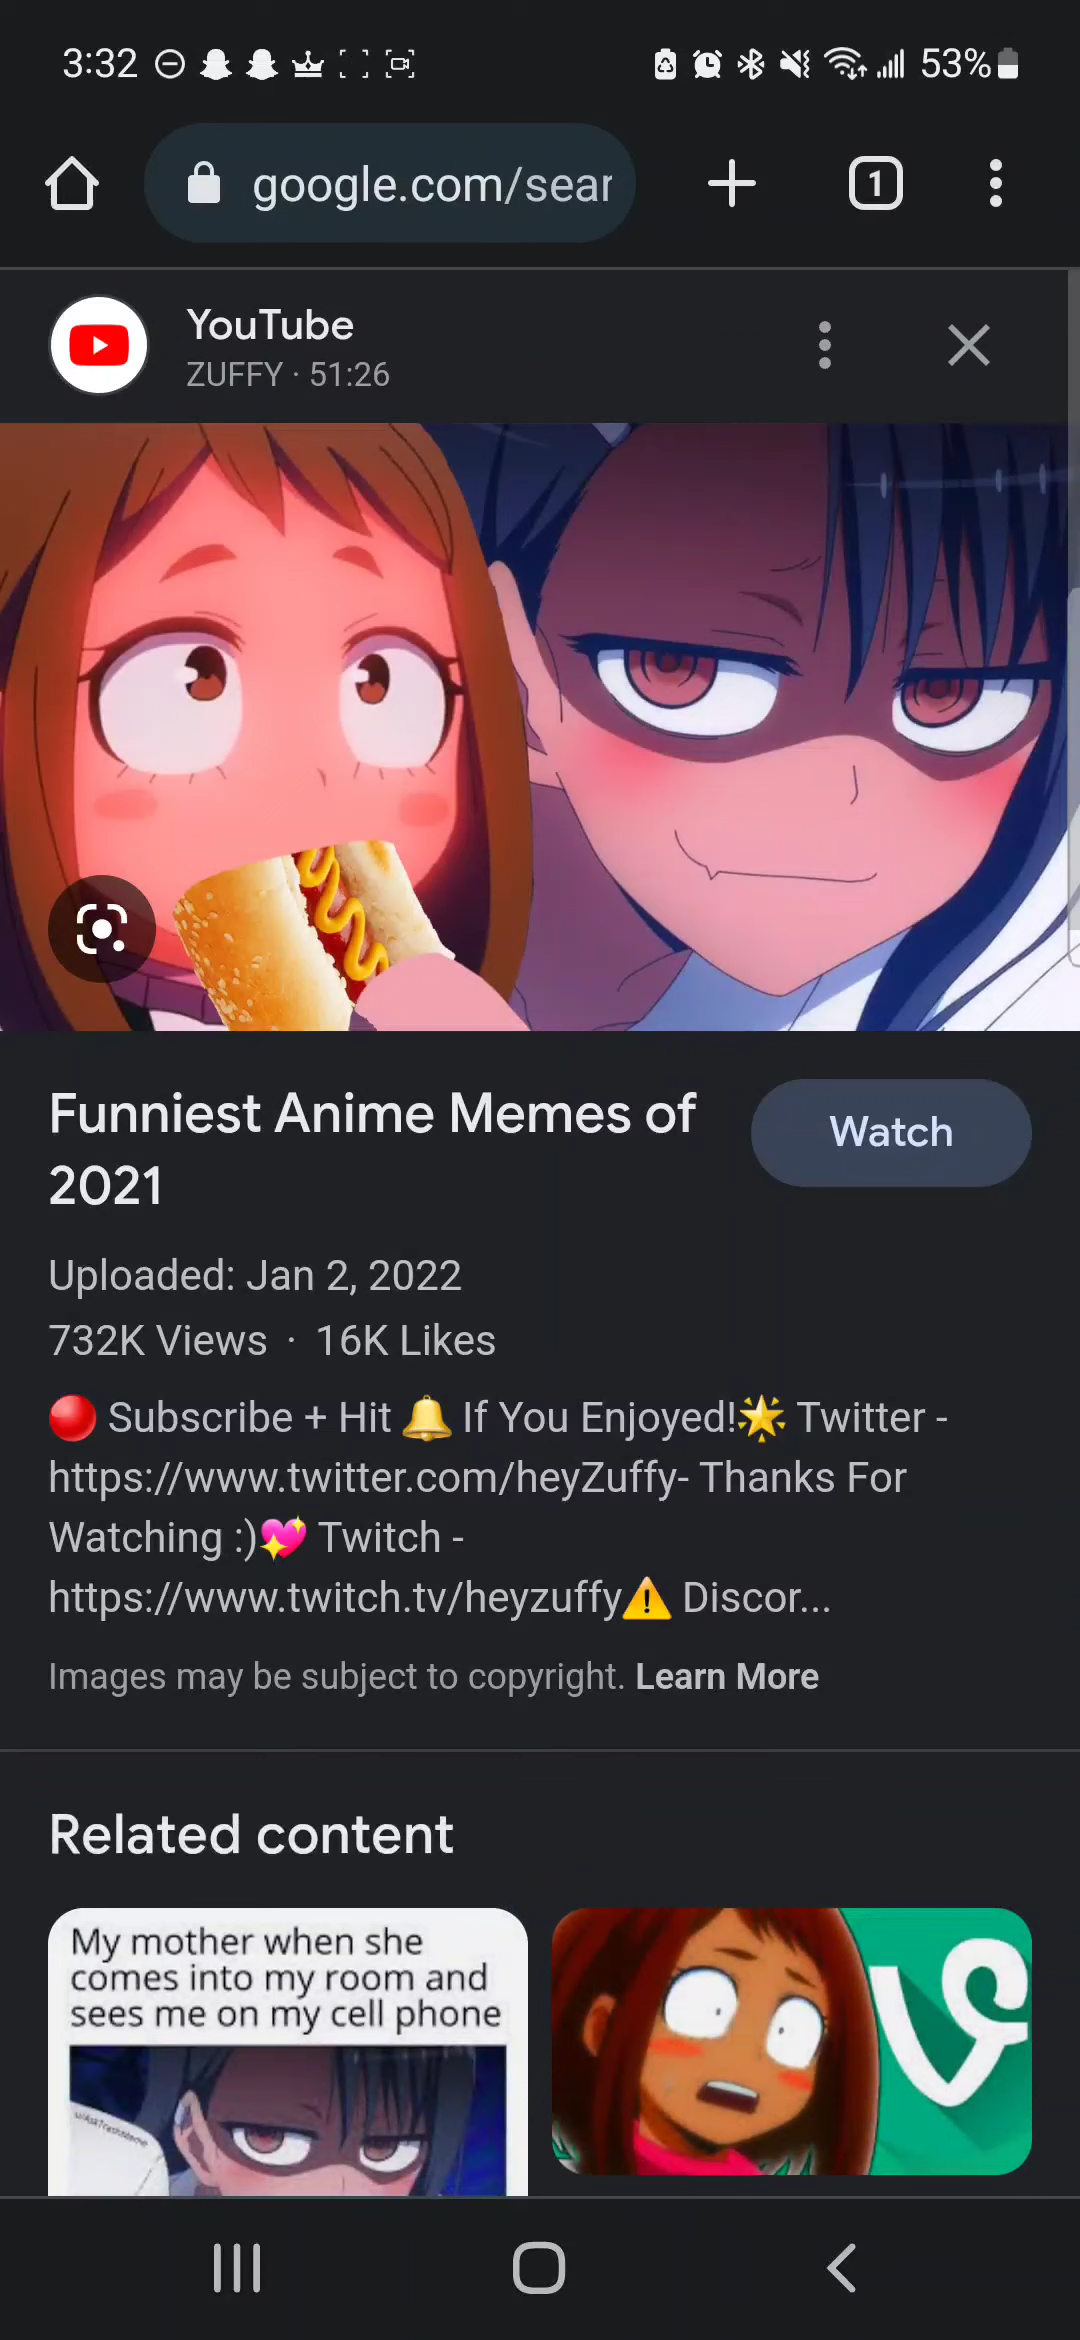 3:32
53%
google.com/sear
1
YouTube
ZUFFY · 51:26
Funniest Anime Memes of
2021
Watch
Uploaded: Jan 2, 2022
732K Views · 16K Likes
🔴 Subscribe + Hit 🔔 If You Enjoyed!🌟 Twitter -
https://www.twitter.com/heyZuffy- Thanks For
Watching :)💖 Twitch -
https://www.twitch.tv/heyzuffy⚠️ Discor...
Images may be subject to copyright. Learn More
Related content
My mother when she
comes into my room and
sees me on my cell phone